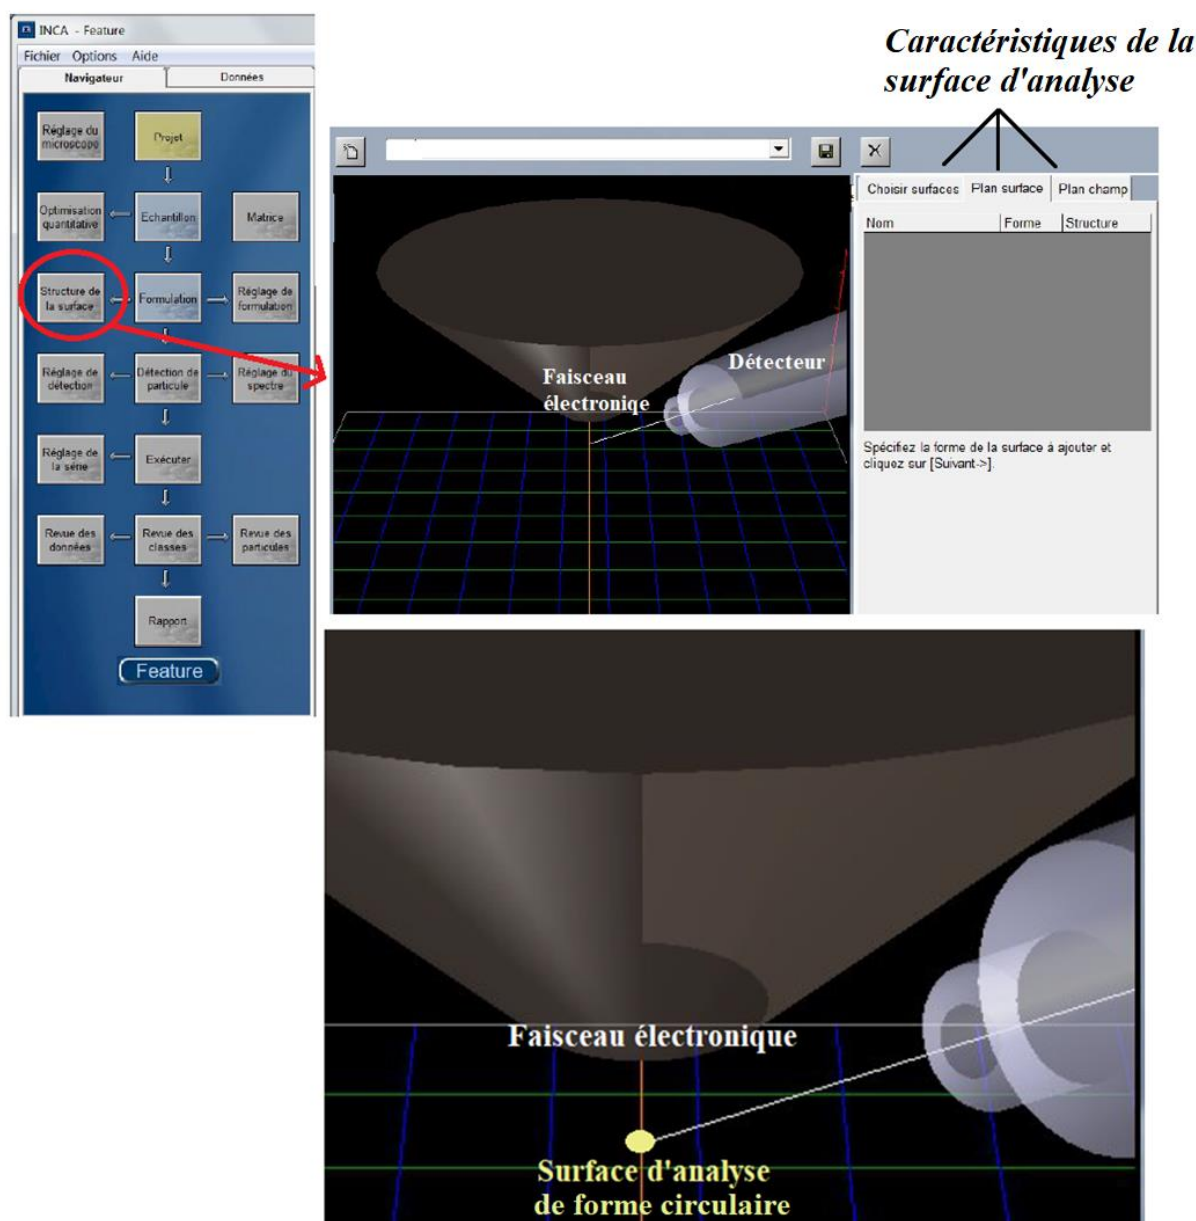 INCA - Feature
Fichier Options Aide
Navigateur Données
Caractéristiques de la
surface d'analyse
Réglage du
microscope
Projet
Optimisation
quantitative
Echantillon
Matrice
Structure de
la surface
Formulation
Réglage de
formulation
Réglage de
détection
Détection de
particule
Réglage du
spectre
Réglage de
la série
Exécuter
Revue des
données
Revue des
classes
Revue des
particules
Rapport
Feature
Choisir surfaces Plan surface Plan champ
Nom Forme Structure
Détecteur
Faisceau
électroniqe
Spécifiez la forme de la surface à ajouter et
cliquez sur [Suivant->].
Faisceau électronique
Surface d'analyse
de forme circulaire